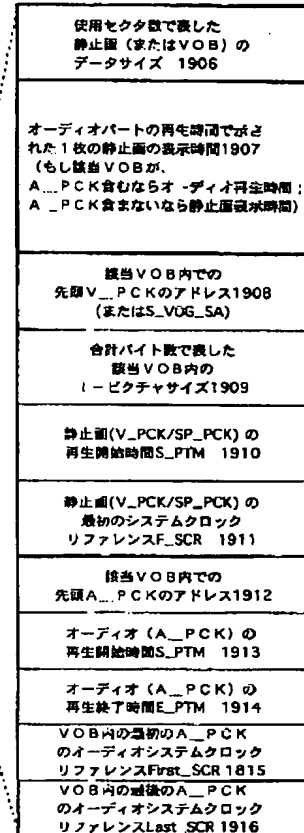 使用セクタ数で表した
静止画（またはVOB）の
データサイズ 1906
オーディオパートの再生時間で示さ
れた1枚の静止画の表示時間1907
（もし該当VOBが、
A__PCK含むならオ-ディオ再生時間；
A_PCK含まないなら静止画表示時間）
該当VOB内での
先頭V__PCKのアドレス1908
(またはS_VOG_SA)
合計バイト数で表した
該当VOB内の
ピクチャサイズ1909
静止画(V_PCK/SP_PCK) の
再生開始時間S_PTM 1910
静止画(V_PCK/SP_PCK) の
最初のシステムクロック
リファレンスF_SCR 1911
該当VOB内での
先頭A__PCKのアドレス1912
オーディオ（A__PCK）の
再生開始時間S_PTM 1913
オーディオ（A__PCK）の
再生終了時間E_PTM 1914
VOB内の最初のA__PCK
のオーディオシステムクロック
リファレンスFirst_SCR 1815
VOB内の最後のA__PCK
のオーディオシステムクロック
リファレンスLast_SCR 1916